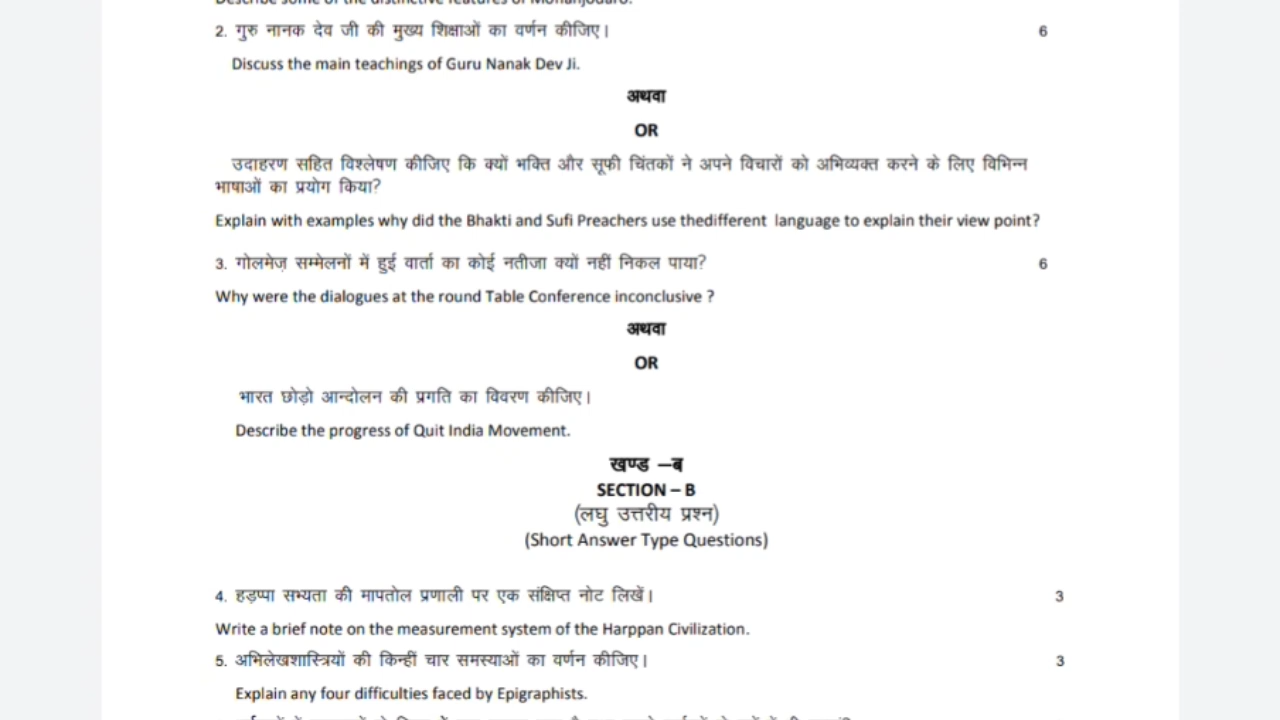 2. गुरु नानक देव जी की मुख्य शिक्षाओं का वर्णन कीजिए। 6
Discuss the main teachings of Guru Nanak Dev Ji.
अथवा
OR
उदाहरण सहित विश्लेषण कीजिए कि क्यों भक्ति और सूफी चिंतकों ने अपने विचारों को अभिव्यक्त करने के लिए विभिन्न
भाषाओं का प्रयोग किया?
Explain with examples why did the Bhakti and Sufi Preachers use thedifferent language to explain their view point?
3. गोलमेज़ सम्मेलनों में हुई वार्ता का कोई नतीजा क्यों नहीं निकल पाया? 6
Why were the dialogues at the round Table Conference inconclusive ?
अथवा
OR
भारत छोड़ो आन्दोलन की प्रगति का विवरण कीजिए।
Describe the progress of Quit India Movement.
खण्ड –ब
SECTION – B
(लघु उत्तरीय प्रश्न)
(Short Answer Type Questions)
4. हड़प्पा सभ्यता की मापतोल प्रणाली पर एक संक्षिप्त नोट लिखें। 3
Write a brief note on the measurement system of the Harppan Civilization.
5. अभिलेखशास्त्रियों की किन्हीं चार समस्याओं का वर्णन कीजिए। 3
Explain any four difficulties faced by Epigraphists.